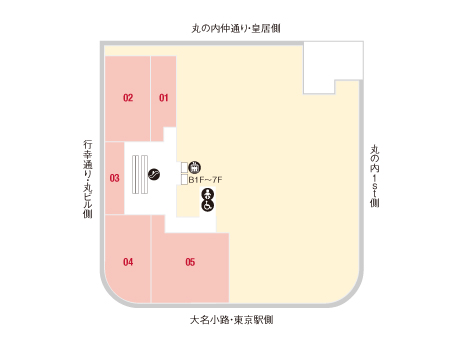 丸の内仲通り・皇居側
02
01
行幸通り・丸ビル側
03
B1F〜7F
丸の内1st側
04
05
大名小路・東京駅側